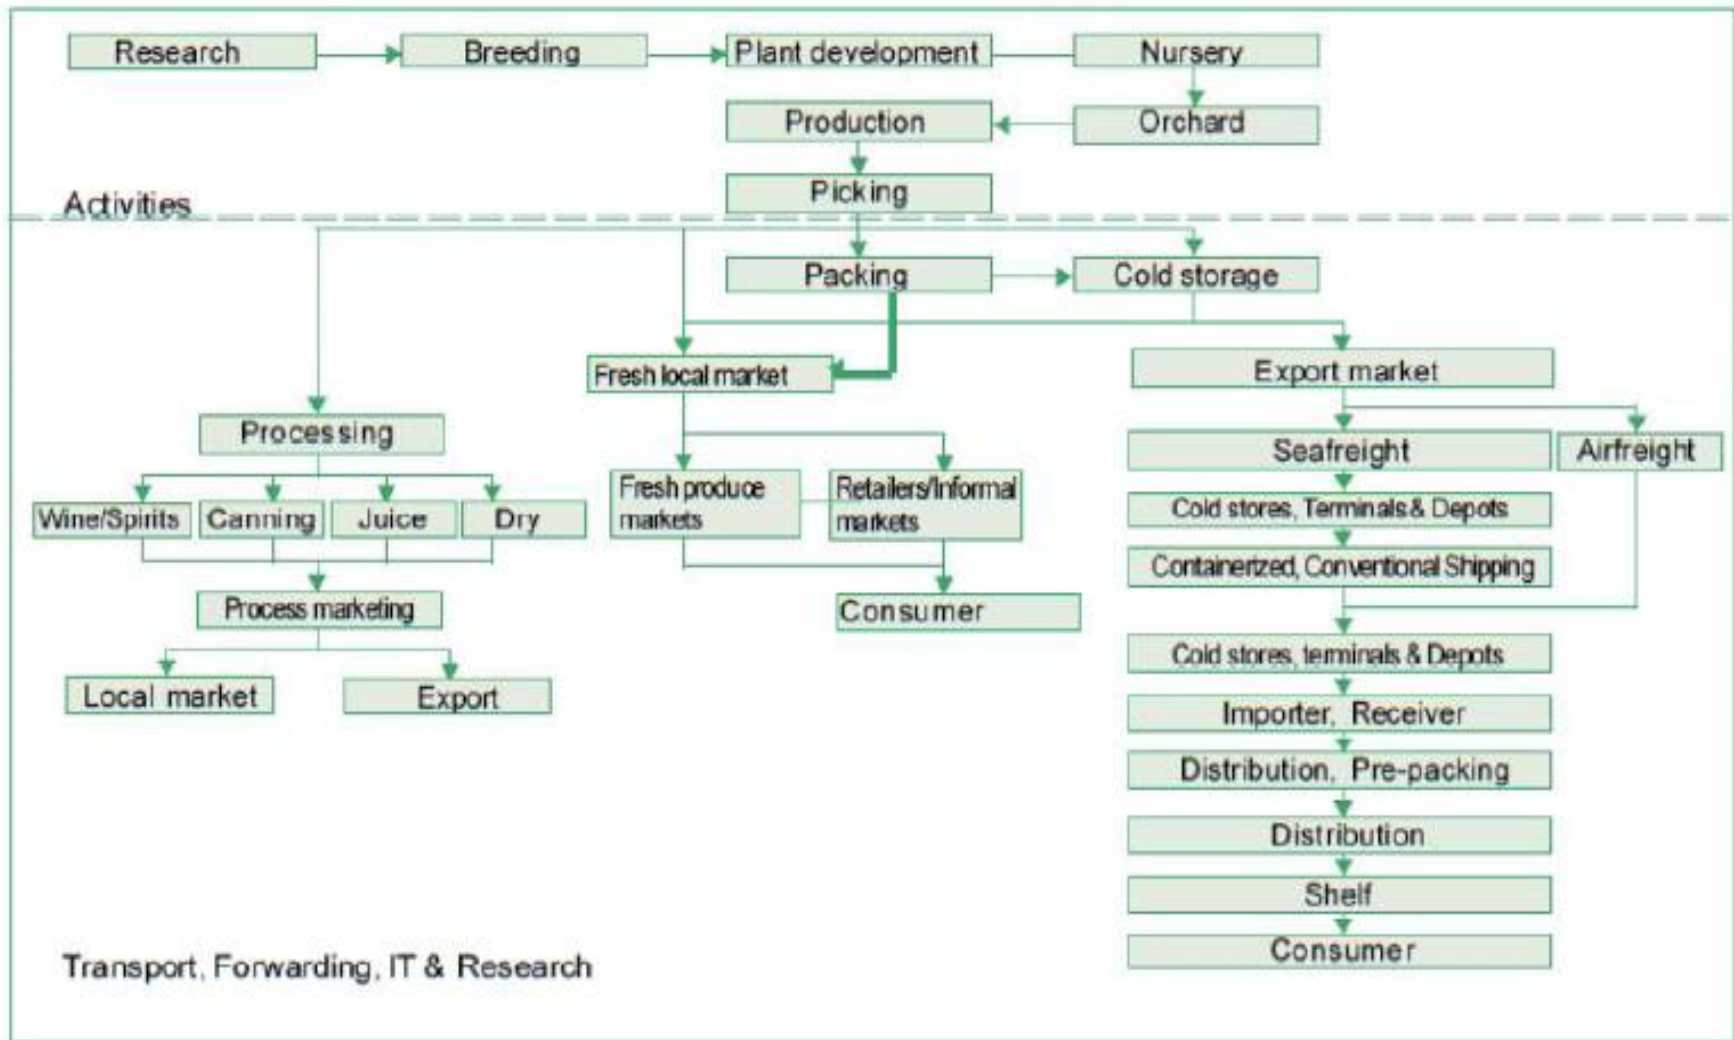 Research
Breeding
Plant development
Nursery
Production
Orchard
Picking
Activities
Packing
Cold storage
Fresh local market
Export market
Processing
Seafreight
Airfreight
Fresh produce
markets
Retailers/Informal
markets
Wine/Spirits
Canning
Juice
Dry
Cold stores, Terminals & Depots
Containerized, Conventional Shipping
Process marketing
Consumer
Cold stores, terminals & Depots
Local market
Export
Importer, Receiver
Distribution, Pre-packing
Distribution
Shelf
Consumer
Transport, Forwarding, IT & Research